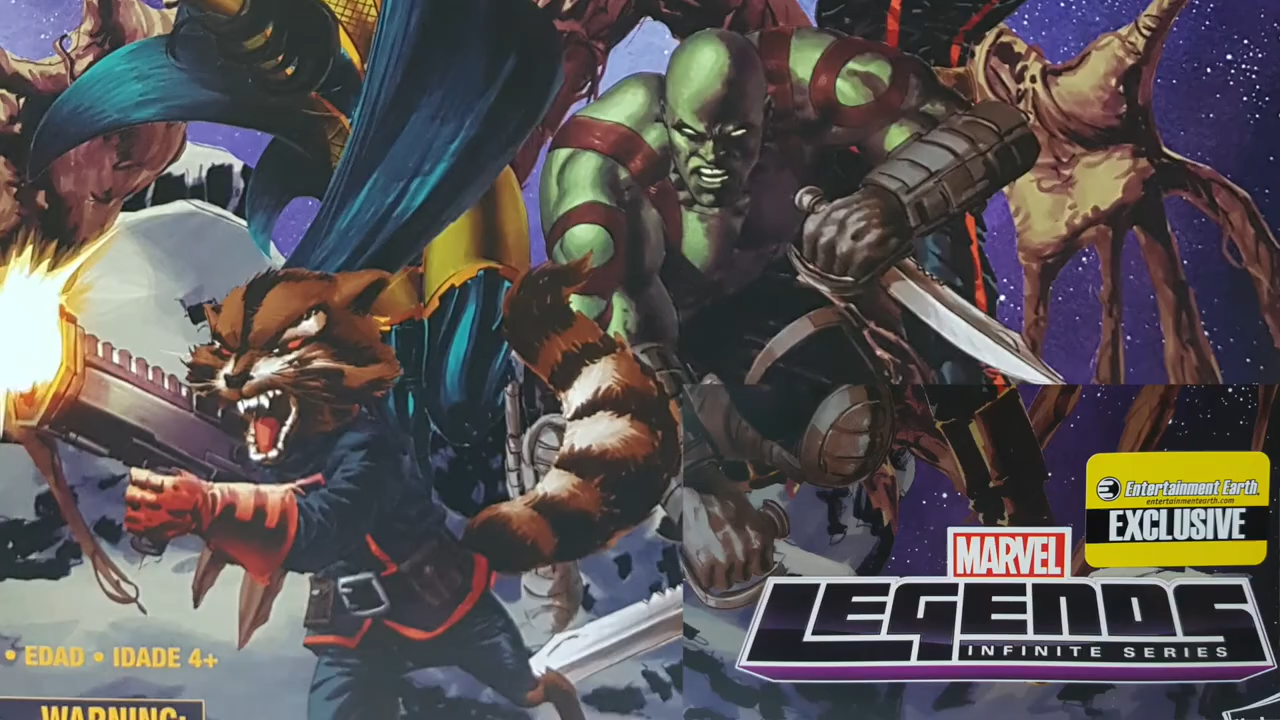 Entertainment Earth
entertainmentearth.com
EXCLUSIVE
MARVEL
LEGENDS
INFINITE SERIES
• EDAD • IDADE 4+
WARNING: